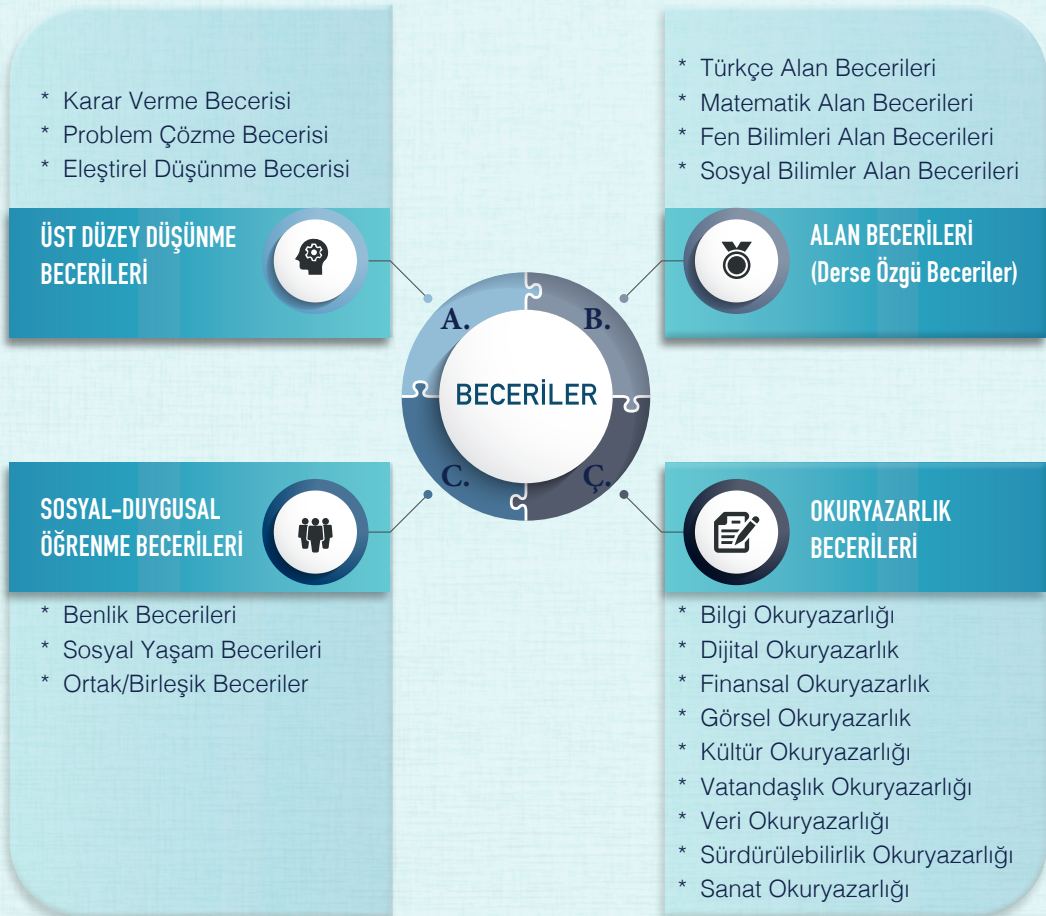 * Karar Verme Becerisi
* Problem Çözme Becerisi
* Eleştirel Düşünme Becerisi
ÜST DÜZEY DÜŞÜNME
BECERİLERİ
* Türkçe Alan Becerileri
* Matematik Alan Becerileri
* Fen Bilimleri Alan Becerileri
* Sosyal Bilimler Alan Becerileri
ALAN BECERİLERİ
(Derse Özgü Beceriler)
A.
B.
BECERİLER
C.
Ç.
SOSYAL-DUYGUSAL
ÖĞRENME BECERİLERİ
* Benlik Becerileri
* Sosyal Yaşam Becerileri
* Ortak/Birleşik Beceriler
OKURYAZARLIK
BECERİLERİ
* Bilgi Okuryazarlığı
* Dijital Okuryazarlık
* Finansal Okuryazarlık
* Görsel Okuryazarlık
* Kültür Okuryazarlığı
* Vatandaşlık Okuryazarlığı
* Veri Okuryazarlığı
* Sürdürülebilirlik Okuryazarlığı
* Sanat Okuryazarlığı